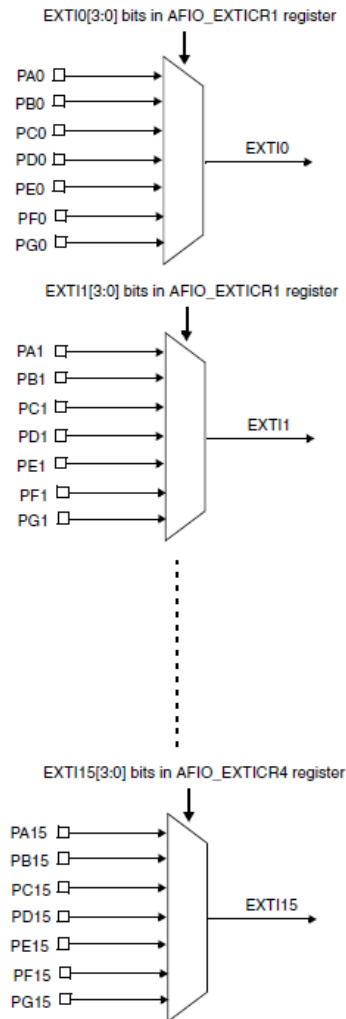 EXTI0[3:0] bits in AFIO_EXTICR1 register
PA0
PB0
PC0
PD0
PE0
PF0
PG0
EXTI0
EXTI1[3:0] bits in AFIO_EXTICR1 register
PA1
PB1
PC1
PD1
PE1
PF1
PG1
EXTI1
EXTI15[3:0] bits in AFIO_EXTICR4 register
PA15
PB15
PC15
PD15
PE15
PF15
PG15
EXTI15